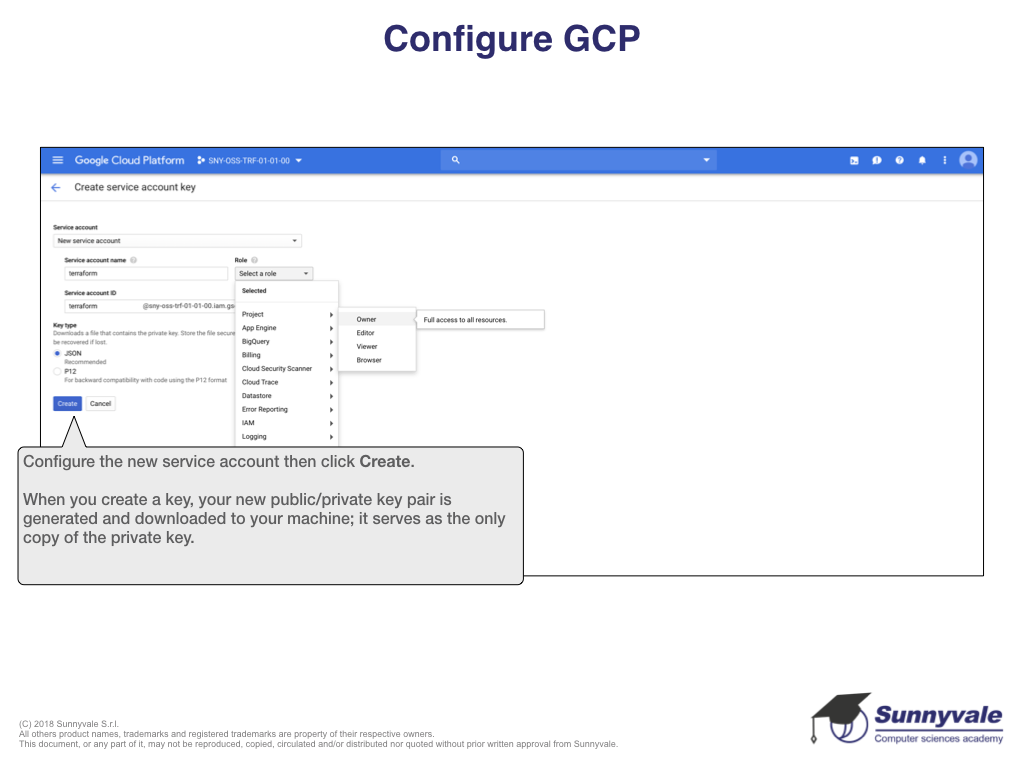 Configure GCP
Google Cloud Platform SNY-OSS-TRF-01-01-00
Create service account key
Service account
New service account
Service account name
Role
terraform
Select a role
Service account ID
terraform @sny-oss-trf-01-01-00.iam.gs
Key type
Downloads a file that contains the private key. Store the file secure
be recovered if lost.
JSON
Recommended
P12
For backward compatibility with code using the P12 format
Create Cancel
Selected
Project
App Engine
BigQuery
Billing
Cloud Security Scanner
Cloud Trace
Datastore
Error Reporting
IAM
Logging
Owner
Editor
Viewer
Browser
Full access to all resources.
Configure the new service account then click Create.
When you create a key, your new public/private key pair is
generated and downloaded to your machine; it serves as the only
copy of the private key.
(C) 2018 Sunnyvale S.r.l.
All others product names, trademarks and registered trademarks are property of their respective owners.
This document, or any part of it, may not be reproduced, copied, circulated and/or distributed nor quoted without prior written approval from Sunnyvale.
Sunnyvale
Computer sciences academy